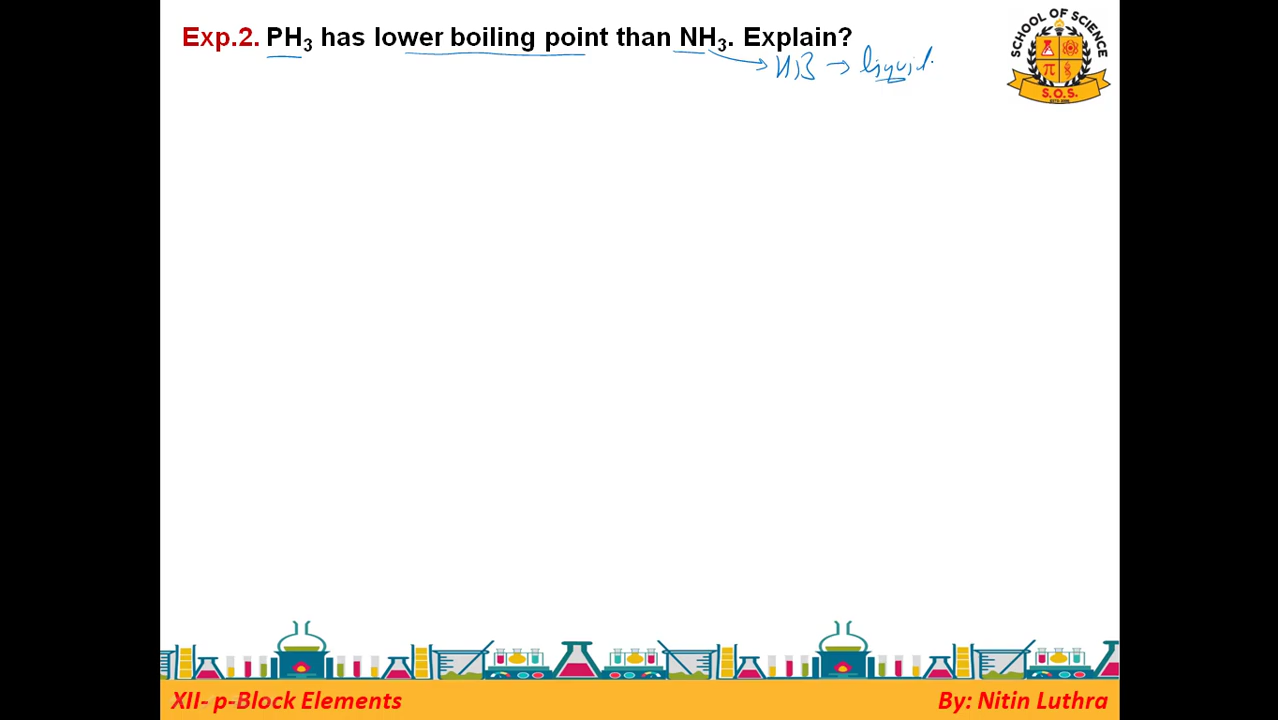 Exp.2. PH3 has lower boiling point than NH3. Explain?
→ HB → liquid.
SCHOOL OF SCIENCE
π
S.O.S.
XII- p-Block Elements
By: Nitin Luthra